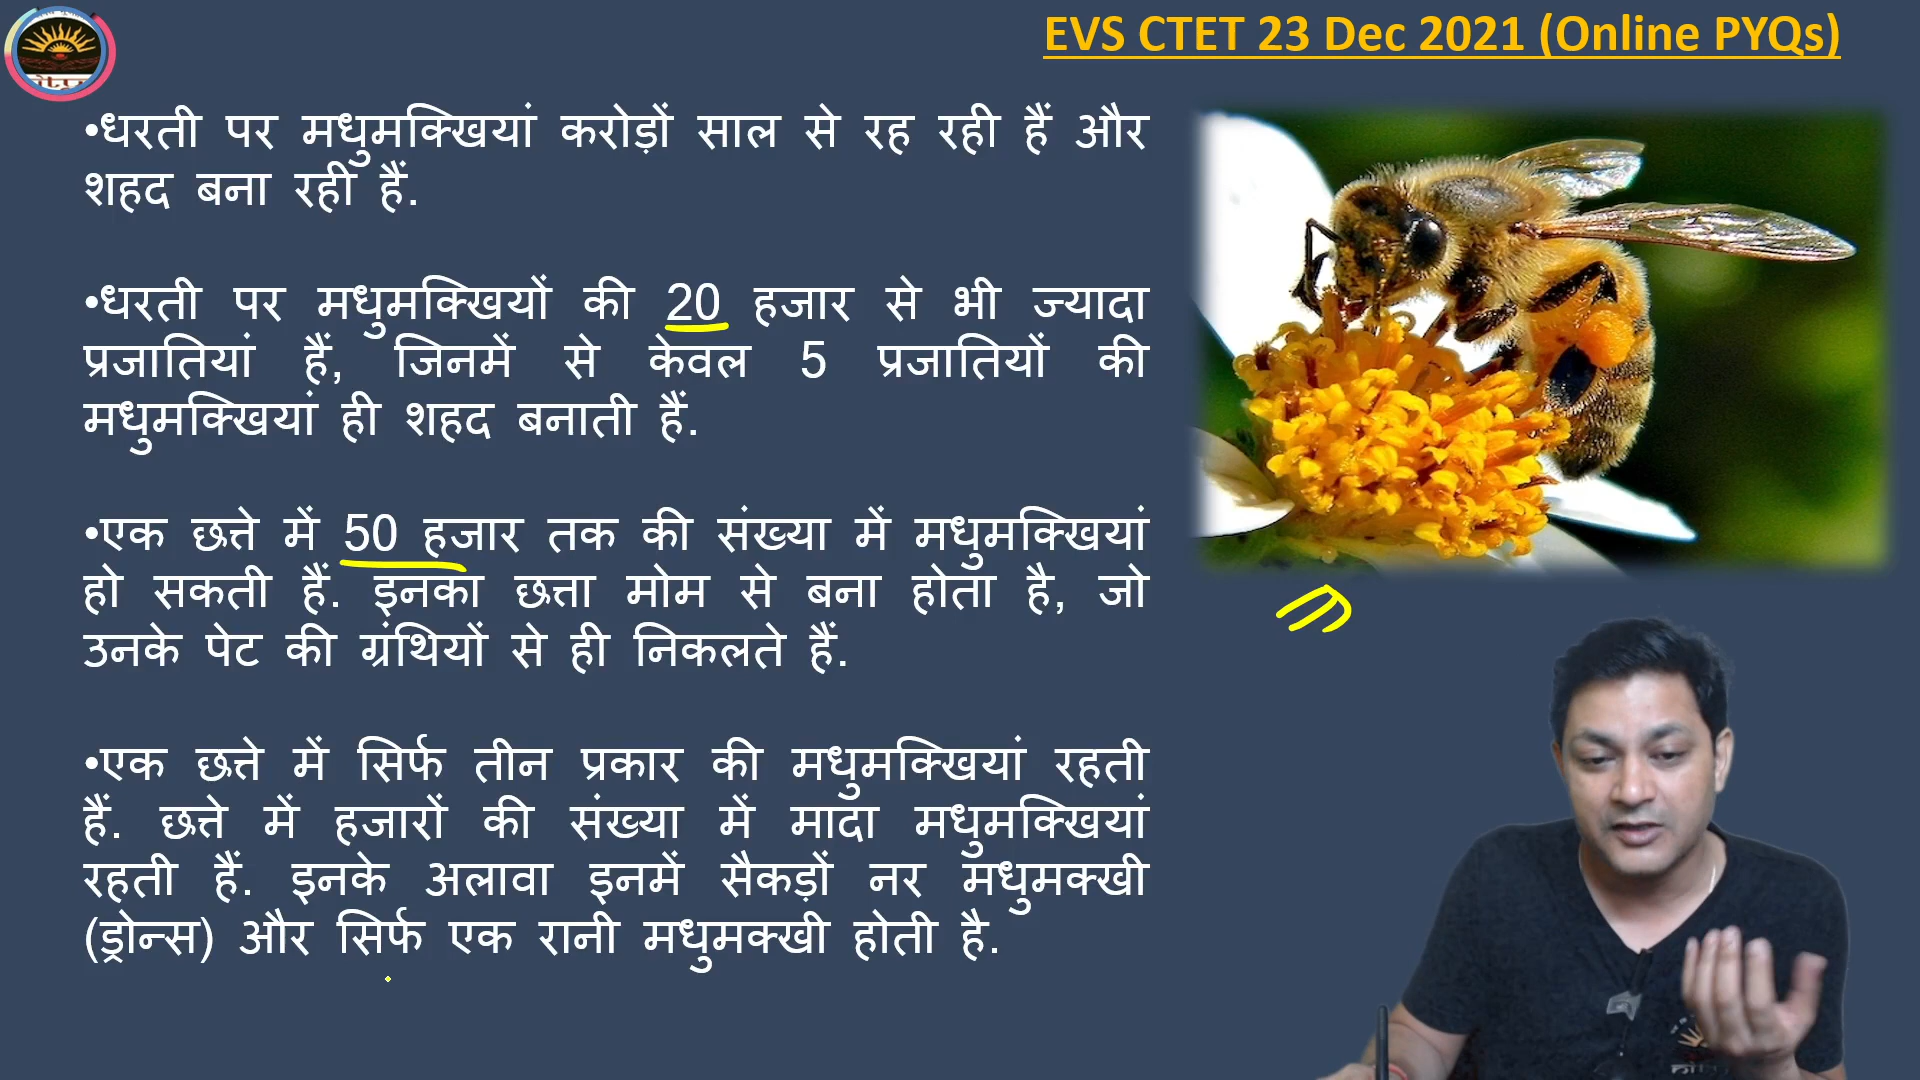 EVS CTET 23 Dec 2021 (Online PYQs)
•धरती पर मधुमक्खियां करोड़ों साल से रह रही हैं और
शहद बना रही हैं.
•धरती पर मधुमक्खियों की 20 हजार से भी ज्यादा
प्रजातियां हैं, जिनमें से केवल 5 प्रजातियों की
मधुमक्खियां ही शहद बनाती हैं.
•एक छत्ते में 50 हजार तक की संख्या में मधुमक्खियां
हो सकती हैं. इनका छत्ता मोम से बना होता है, जो
उनके पेट की ग्रंथियों से ही निकलते हैं.
•एक छत्ते में सिर्फ तीन प्रकार की मधुमक्खियां रहती
हैं. छत्ते में हजारों की संख्या में मादा मधुमक्खियां
रहती हैं. इनके अलावा इनमें सैकड़ों नर मधुमक्खी
(ड्रोन्स) और सिर्फ एक रानी मधुमक्खी होती है.